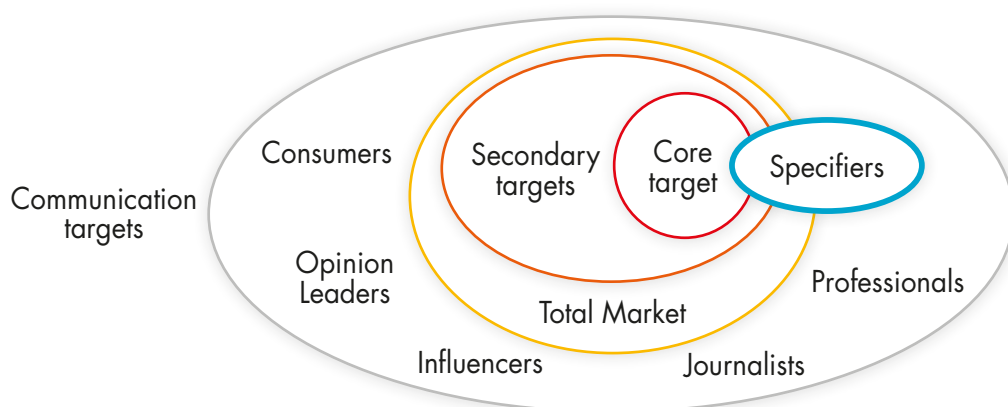 Communication
targets
Consumers
Secondary
targets
Core
target
Specifiers
Opinion
Leaders
Professionals
Total Market
Influencers
Journalists